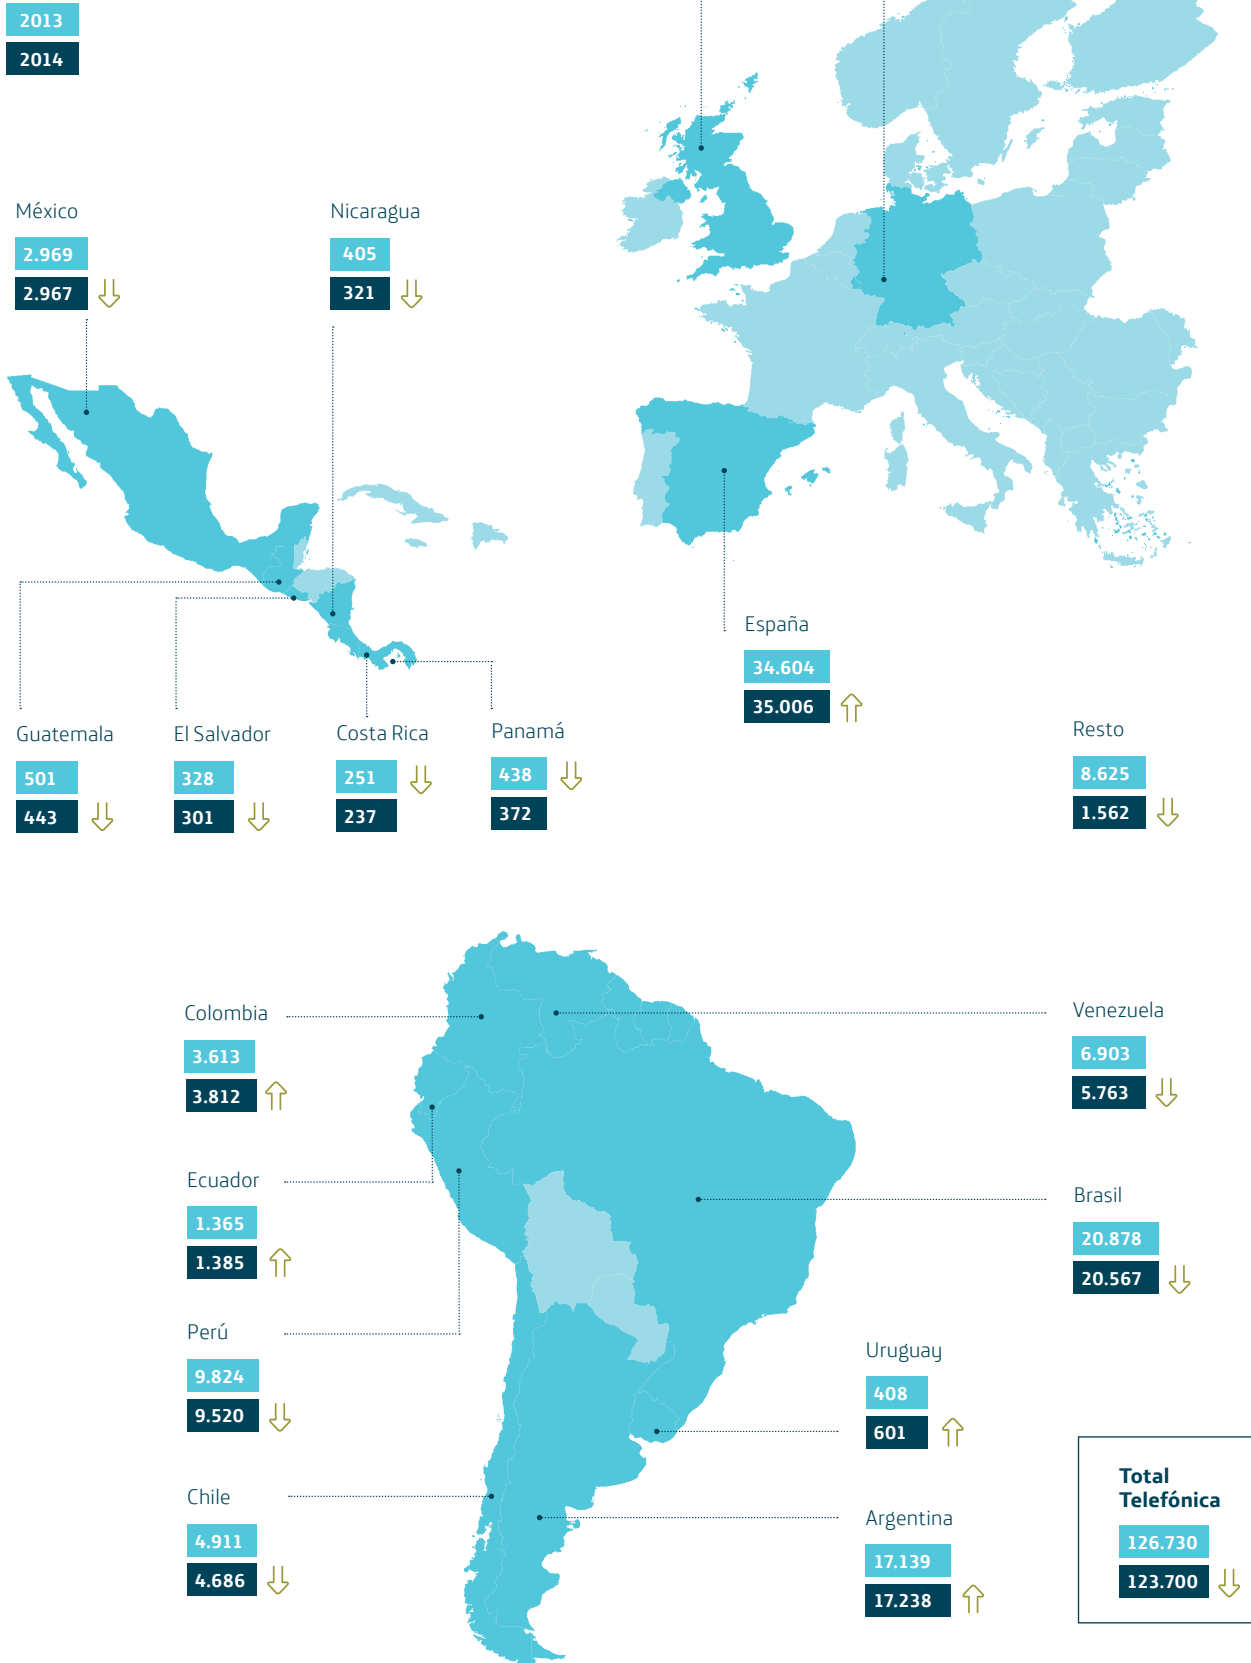 2013
2014
México
2.969
2.967
Nicaragua
405
321
España
34.604
35.006
Guatemala
501
443
El Salvador
328
301
Costa Rica
251
237
Panamá
438
372
Resto
8.625
1.562
Colombia
3.613
3.812
Venezuela
6.903
5.763
Ecuador
1.365
1.385
Brasil
20.878
20.567
Perú
9.824
9.520
Uruguay
408
601
Chile
4.911
4.686
Argentina
17.139
17.238
Total
Telefónica
126.730
123.700